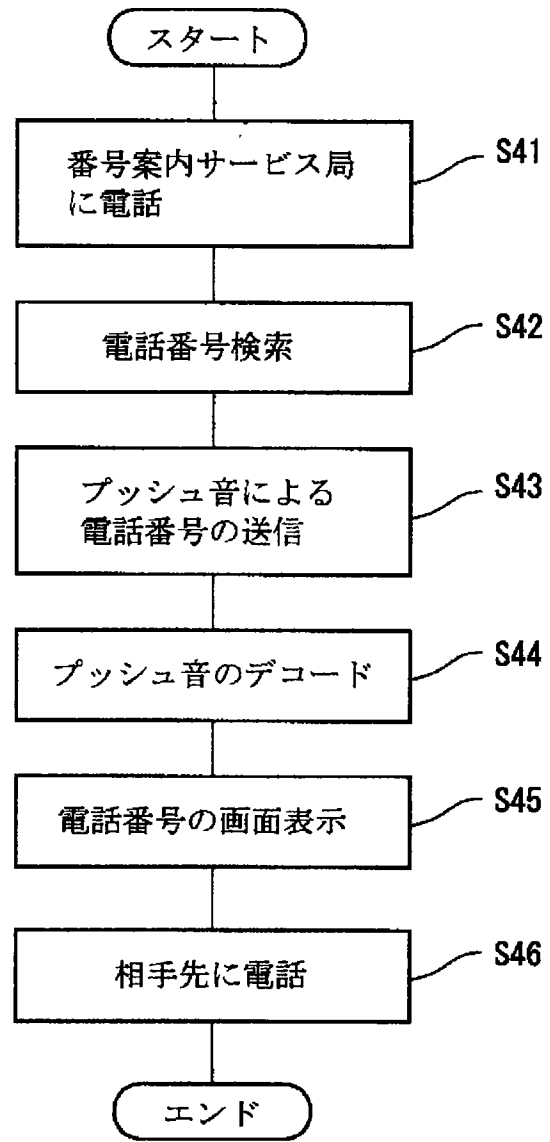 スタート
番号案内サービス局
に電話
S41
電話番号検索
S42
プッシュ音による
電話番号の送信
S43
プッシュ音のデコード
S44
電話番号の画面表示
S45
相手先に電話
S46
エンド